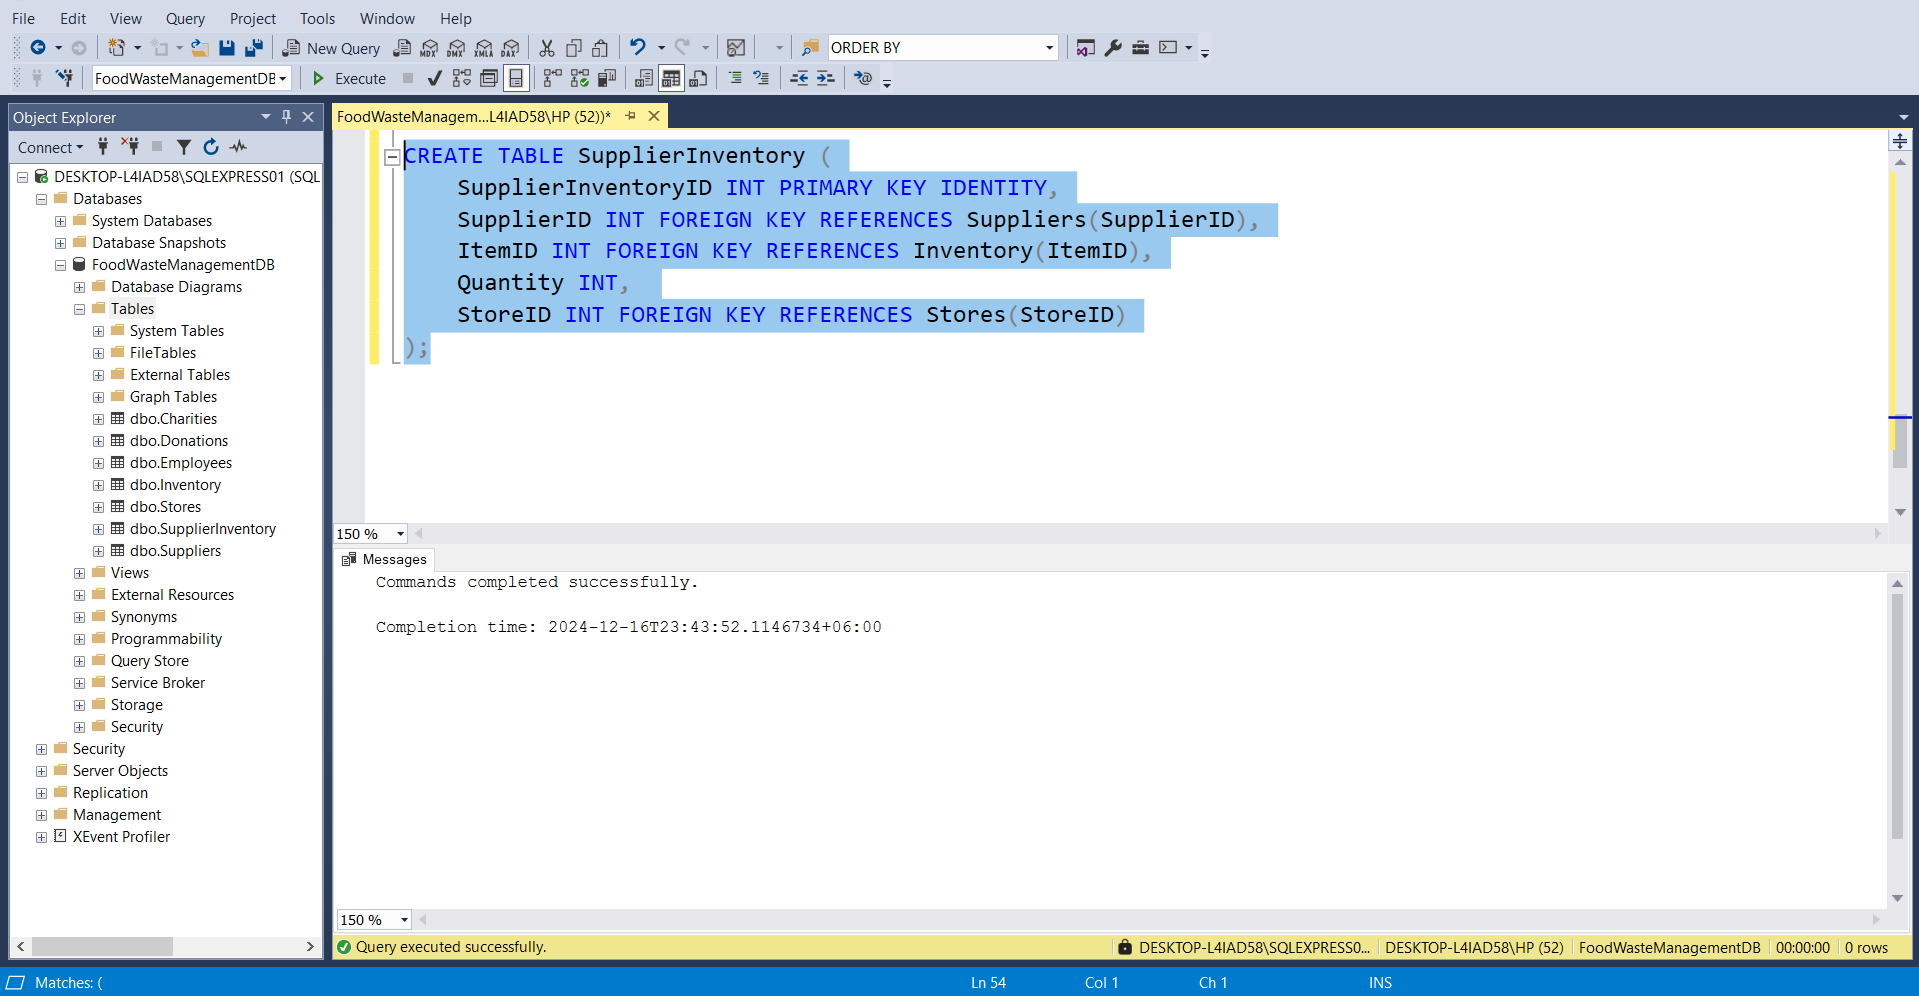 File Edit View Query Project Tools Window Help
New Query MDX DMX XMLA DAX ORDER BY
FoodWasteManagementDB Execute
Object Explorer
Connect
DESKTOP-L4IAD58\SQLEXPRESS01 (SQL
Databases
System Databases
Database Snapshots
FoodWasteManagementDB
Database Diagrams
Tables
System Tables
FileTables
External Tables
Graph Tables
dbo.Charities
dbo.Donations
dbo.Employees
dbo.Inventory
dbo.Stores
dbo.SupplierInventory
dbo.Suppliers
Views
External Resources
Synonyms
Programmability
Query Store
Service Broker
Storage
Security
Security
Server Objects
Replication
Management
XEvent Profiler
FoodWasteManagem...L4IAD58\HP (52))*
CREATE TABLE SupplierInventory (
SupplierInventoryID INT PRIMARY KEY IDENTITY,
SupplierID INT FOREIGN KEY REFERENCES Suppliers(SupplierID),
ItemID INT FOREIGN KEY REFERENCES Inventory(ItemID),
Quantity INT,
StoreID INT FOREIGN KEY REFERENCES Stores(StoreID)
);
150 %
Messages
Commands completed successfully.
Completion time: 2024-12-16T23:43:52.1146734+06:00
150 %
Query executed successfully. DESKTOP-L4IAD58\SQLEXPRESS0... DESKTOP-L4IAD58\HP (52) FoodWasteManagementDB 00:00:00 0 rows
Matches: ( Ln 54 Col 1 Ch 1 INS